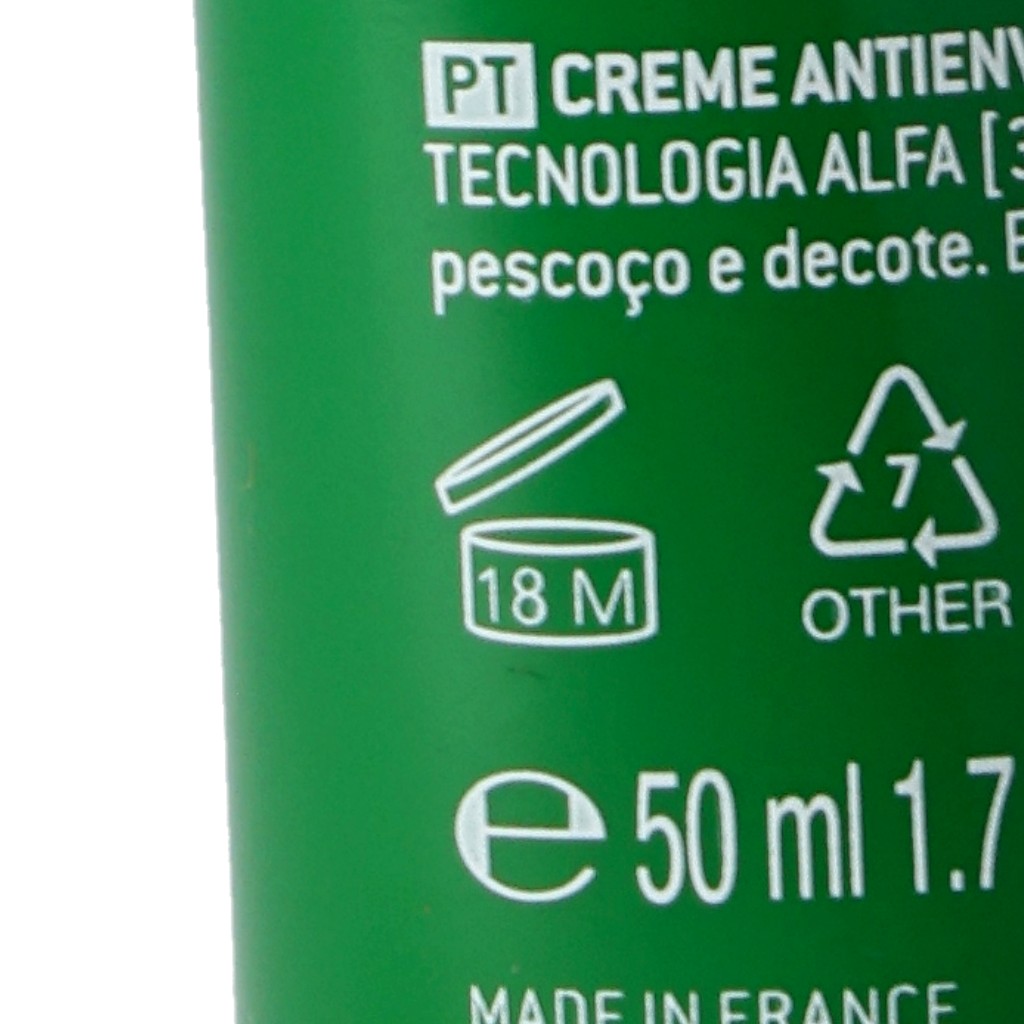 PT CREME ANTIENV
TECNOLOGIA ALFA [3
pescoço e decote. E
7
18 M
OTHER
e 50 ml 1.7
MADE IN FRANCE